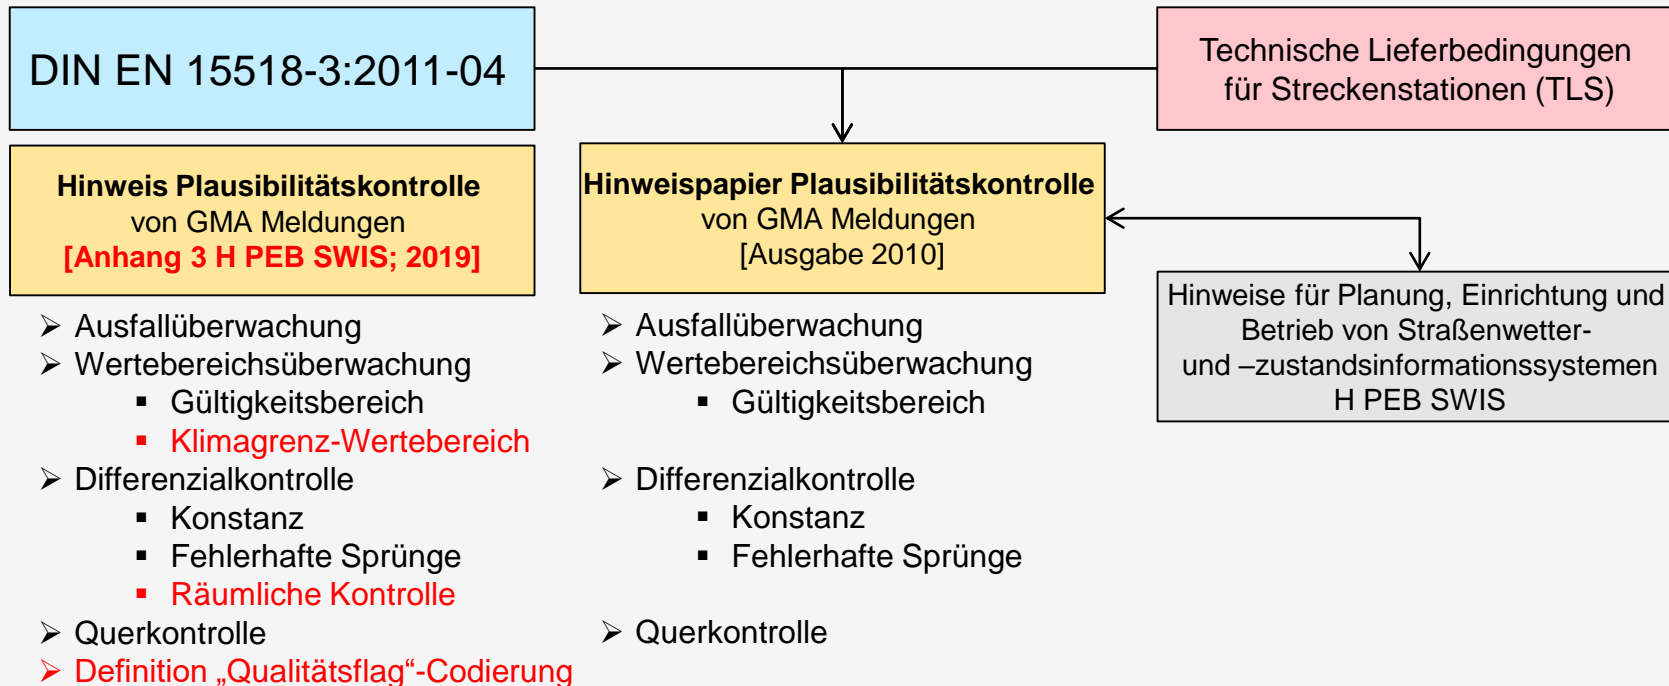 DIN EN 15518-3:2011-04
Technische Lieferbedingungen
für Streckenstationen (TLS)
Hinweis Plausibilitätskontrolle
von GMA Meldungen
[Anhang 3 H PEB SWIS; 2019]
Hinweispapier Plausibilitätskontrolle
von GMA Meldungen
[Ausgabe 2010]
Hinweise für Planung, Einrichtung und
Betrieb von Straßenwetter-
und –zustandsinformationssystemen
H PEB SWIS
➢ Ausfallüberwachung
➢ Wertebereichsüberwachung
▪ Gültigkeitsbereich
▪ Klimagrenz-Wertebereich
➢ Differenzialkontrolle
▪ Konstanz
▪ Fehlerhafte Sprünge
▪ Räumliche Kontrolle
➢ Querkontrolle
➢ Definition „Qualitätsflag“-Codierung
➢ Ausfallüberwachung
➢ Wertebereichsüberwachung
▪ Gültigkeitsbereich
➢ Differenzialkontrolle
▪ Konstanz
▪ Fehlerhafte Sprünge
➢ Querkontrolle